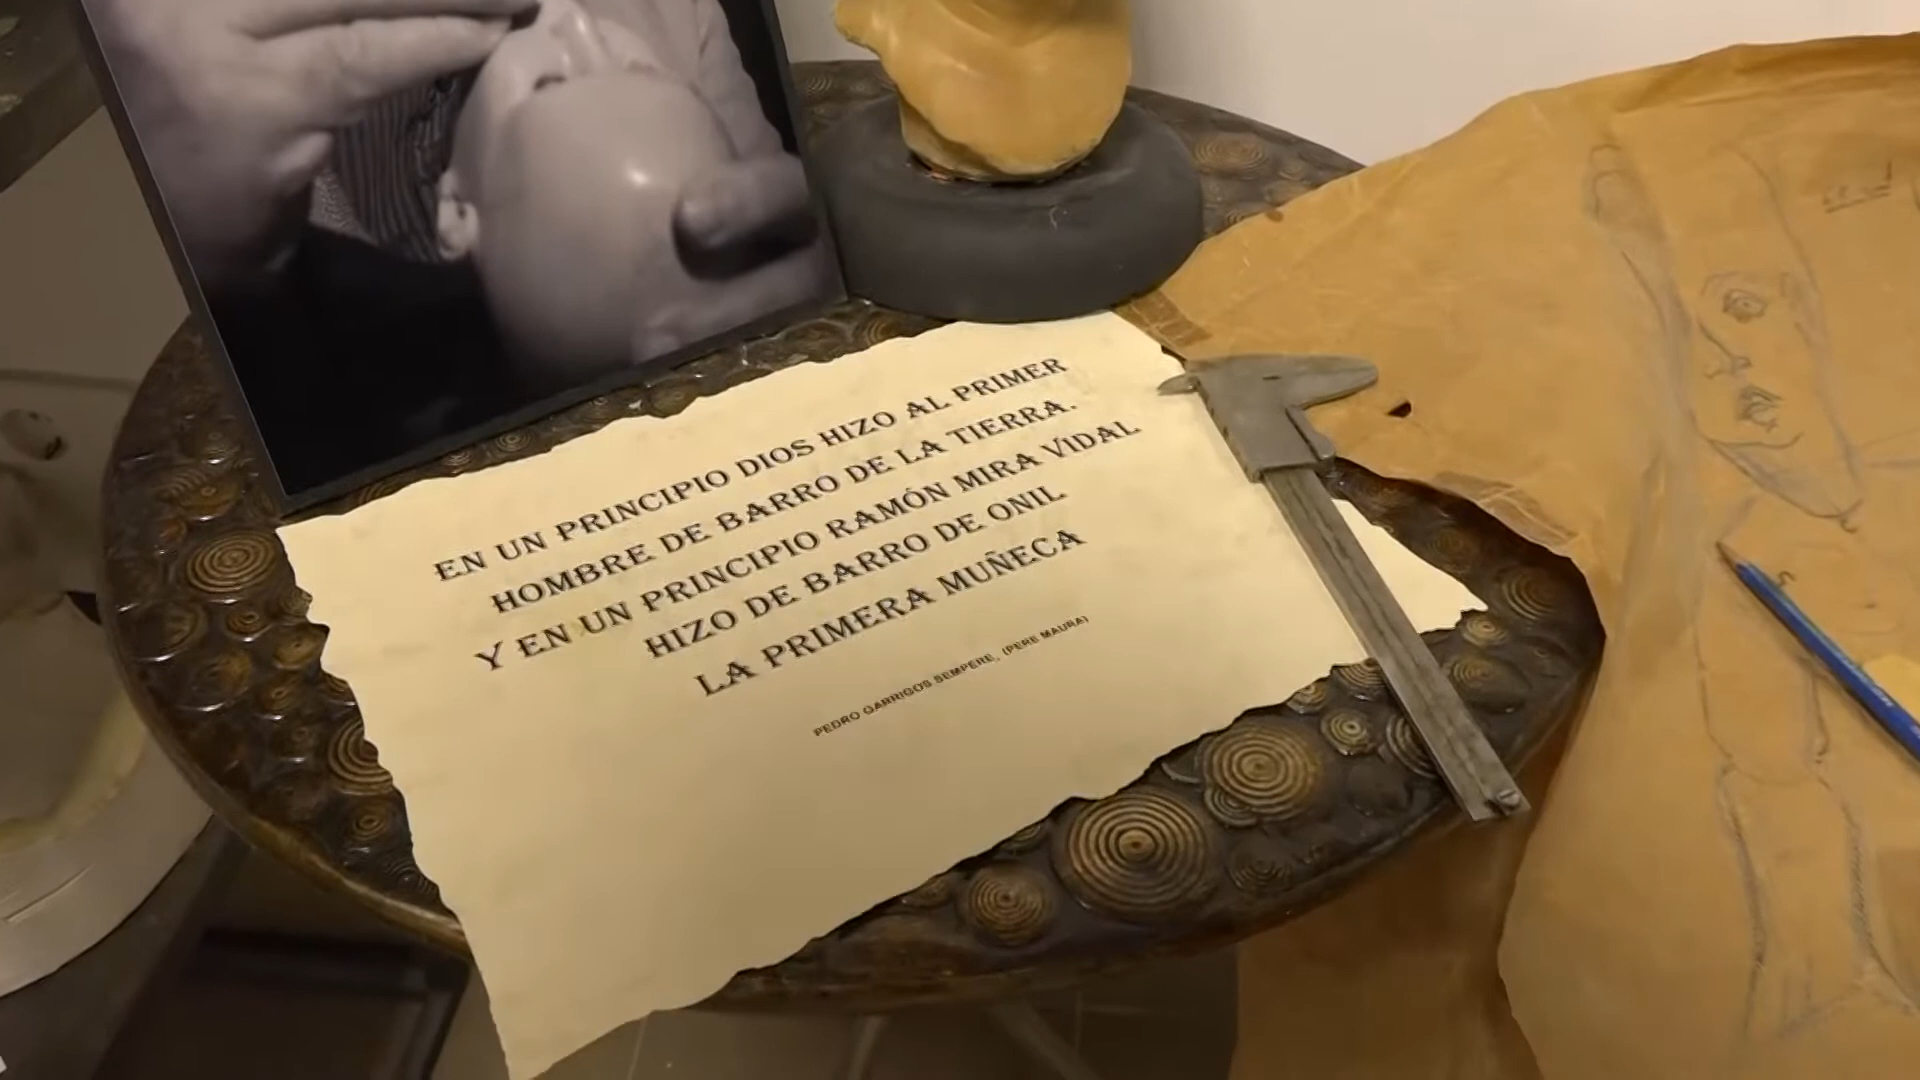 EN UN PRINCIPIO DIOS HIZO AL PRIMER
HOMBRE DE BARRO DE LA TIERRA.
Y EN UN PRINCIPIO RAMÓN MIRA VIDAL
HIZO DE BARRO DE ONIL
LA PRIMERA MUÑECA
PEDRO GARRIGOS SEMPERE, (PERE MAURA)